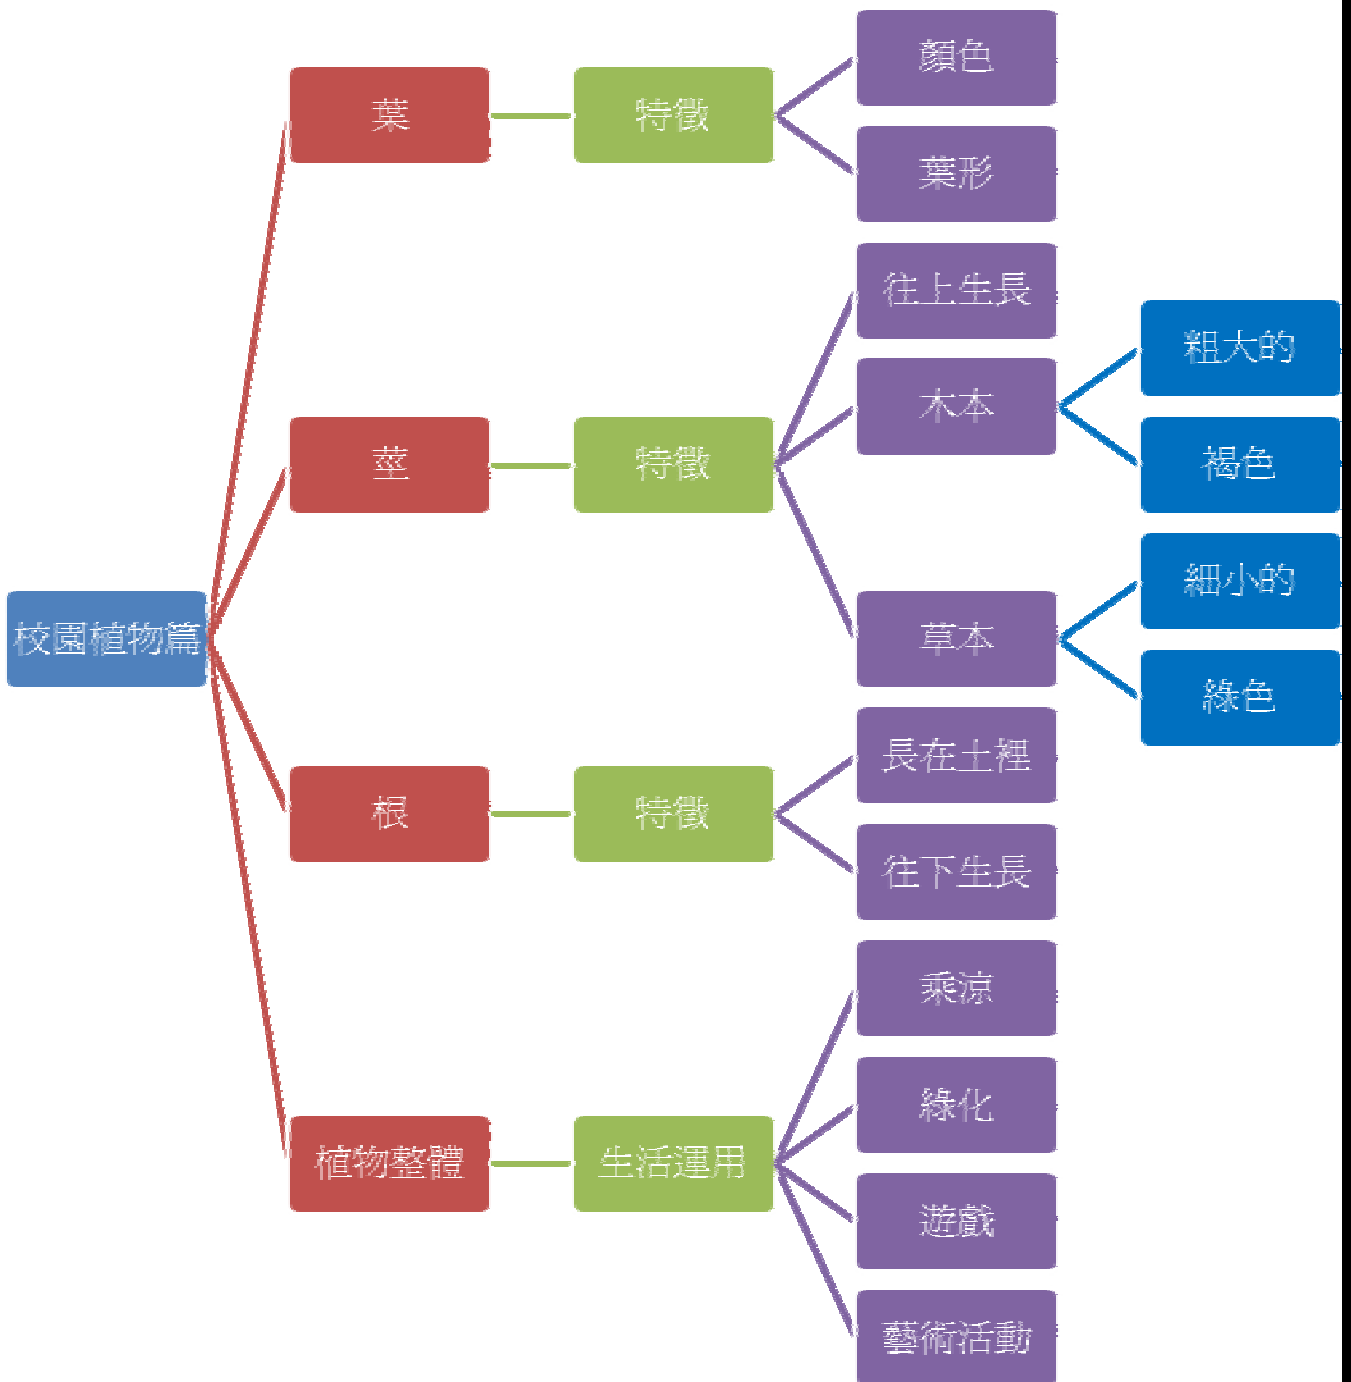 校園植物篇
葉
特徵
顏色
葉形
莖
特徵
往上生長
木本
粗大的
褐色
草本
細小的
綠色
根
特徵
長在土裡
往下生長
植物整體
生活運用
乘涼
綠化
遊戲
藝術活動